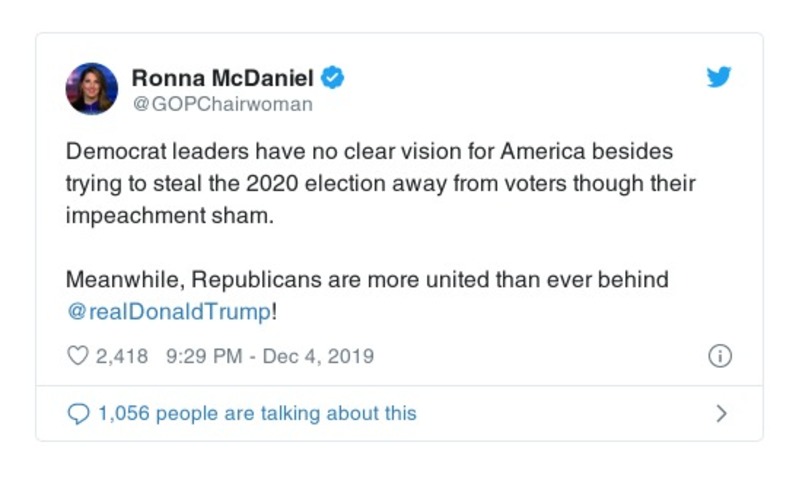 Ronna McDaniel
@GOPChairwoman
Democrat leaders have no clear vision for America besides
trying to steal the 2020 election away from voters though their
impeachment sham.
Meanwhile, Republicans are more united than ever behind
@realDonaldTrump!
2,418 9:29 PM - Dec 4, 2019
1,056 people are talking about this